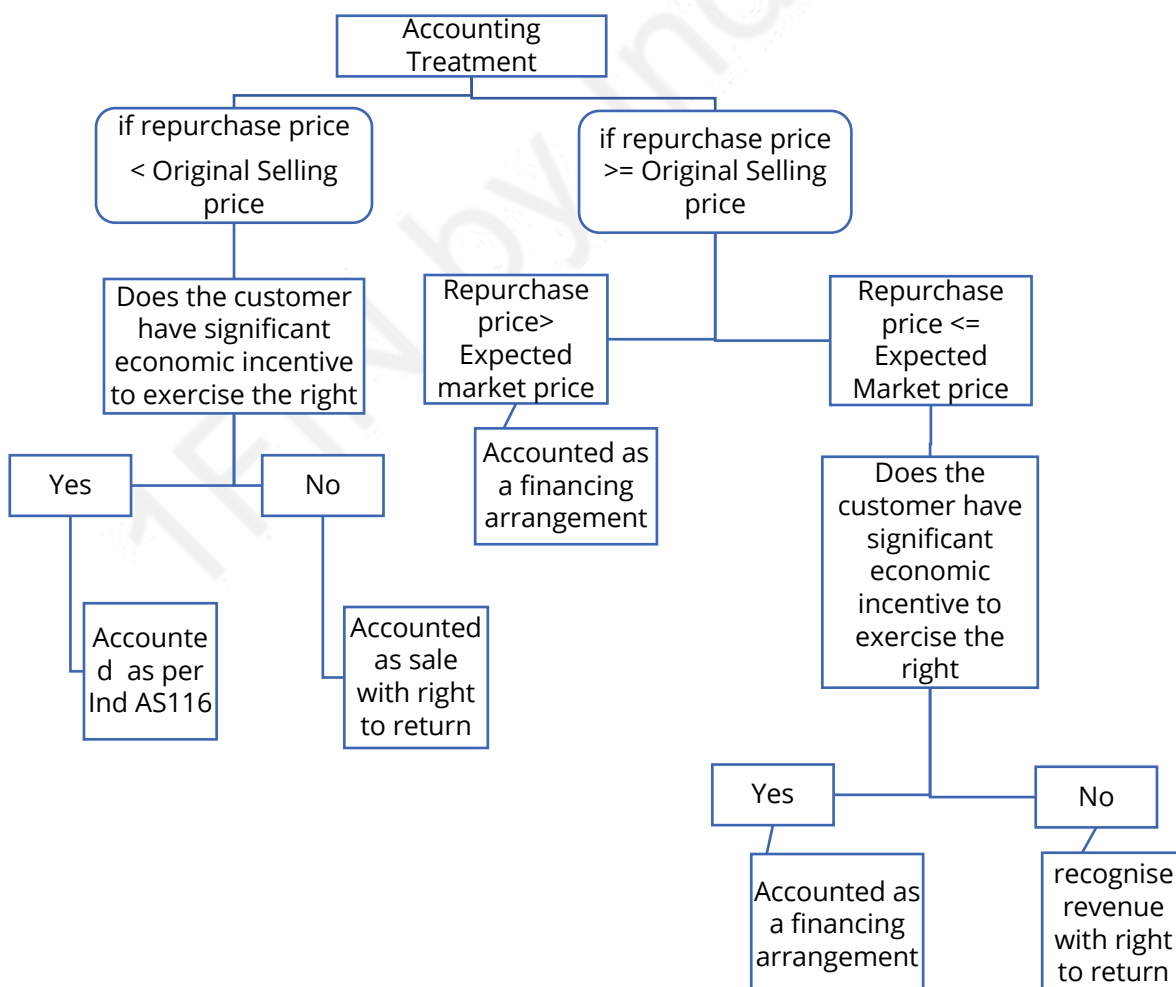 Accounting
Treatment
if repurchase price
< Original Selling
price
if repurchase price
>= Original Selling
price
Does the customer
have significant
economic incentive
to exercise the right
Repurchase
price>
Expected
market price
Repurchase
price <=
Expected
Market price
Yes
No
Accounted as
a financing
arrangement
Does the
customer have
significant
economic
incentive to
exercise the
right
Accounte
d as per
Ind AS116
Accounted
as sale
with right
to return
Yes
No
Accounted as
a financing
arrangement
recognise
revenue
with right
to return
1Fin by Ind